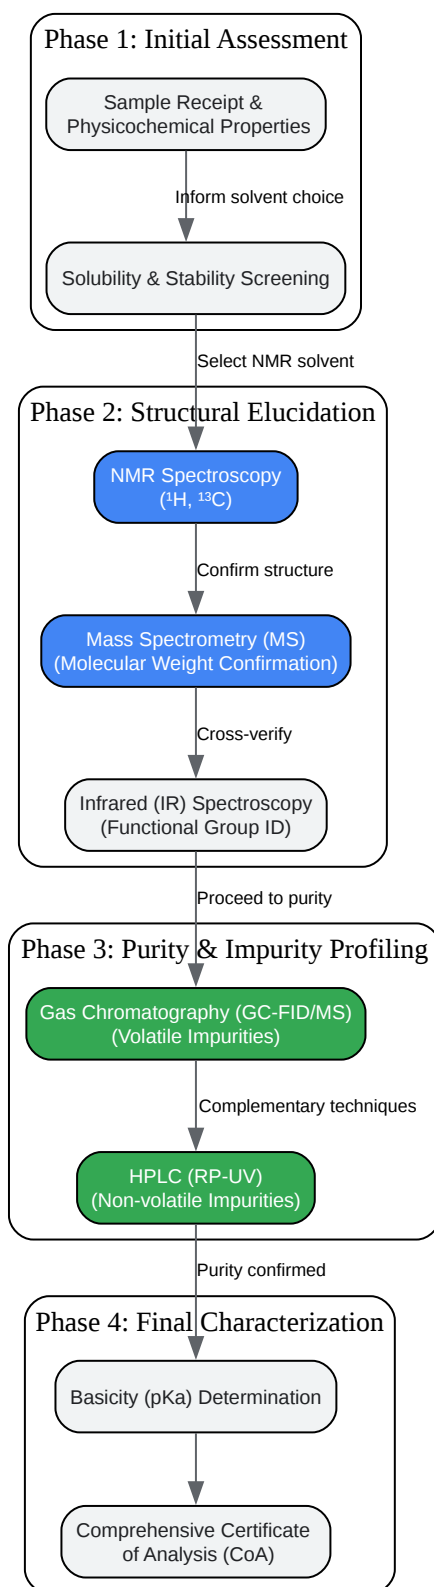 Phase 1: Initial Assessment
Sample Receipt &
Physicochemical Properties
Inform solvent choice
Solubility & Stability Screening
Select NMR solvent
Phase 2: Structural Elucidation
NMR Spectroscopy
(¹H, ¹³C)
Confirm structure
Mass Spectrometry (MS)
(Molecular Weight Confirmation)
Cross-verify
Infrared (IR) Spectroscopy
(Functional Group ID)
Proceed to purity
Phase 3: Purity & Impurity Profiling
Gas Chromatography (GC-FID/MS)
(Volatile Impurities)
Complementary techniques
HPLC (RP-UV)
(Non-volatile Impurities)
Purity confirmed
Phase 4: Final Characterization
Basicity (pKa) Determination
Comprehensive Certificate
of Analysis (CoA)